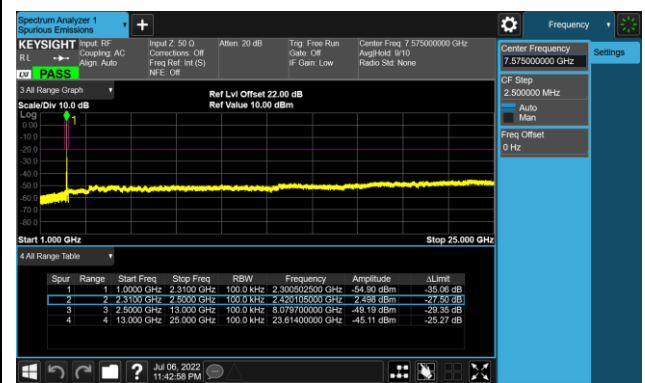 Spectrum Analyzer 1
Spurious Emissions
Frequency
KEYSIGHT
Input: RF
Coupling: AC
Align: Auto
Input Z: 50 Ω
Corrections: Off
Freq Ref: Int (S)
NFE: Off
Atten: 20 dB
Trig: Free Run
Gate: Off
IF Gain: Low
Center Freq: 7.575000000 GHz
Avg|Hold: 9/10
Radio Std: None
RL
LXI PASS
Center Frequency
7.575000000 GHz
Settings
CF Step
2.500000 MHz
Auto
Man
Freq Offset
0 Hz
3 All Range Graph
Scale/Div 10.0 dB
Ref Lvl Offset 22.00 dB
Ref Value 10.00 dBm
Log
1
0.00
-10.0
-20.0
-30.0
-40.0
-50.0
-60.0
-70.0
-80.0
Start 1.000 GHz
Stop 25.000 GHz
4 All Range Table
Spur Range Start Freq Stop Freq RBW Frequency Amplitude ΔLimit
1 1 1.0000 GHz 2.3100 GHz 100.0 kHz 2.300502500 GHz -54.90 dBm -35.06 dB
2 2 2.3100 GHz 2.5000 GHz 100.0 kHz 2.420105000 GHz 2.498 dBm -27.50 dB
3 3 2.5000 GHz 13.000 GHz 100.0 kHz 8.079700000 GHz -49.19 dBm -29.35 dB
4 4 13.000 GHz 25.000 GHz 100.0 kHz 23.61400000 GHz -45.11 dBm -25.27 dB
Jul 06, 2022
11:42:58 PM